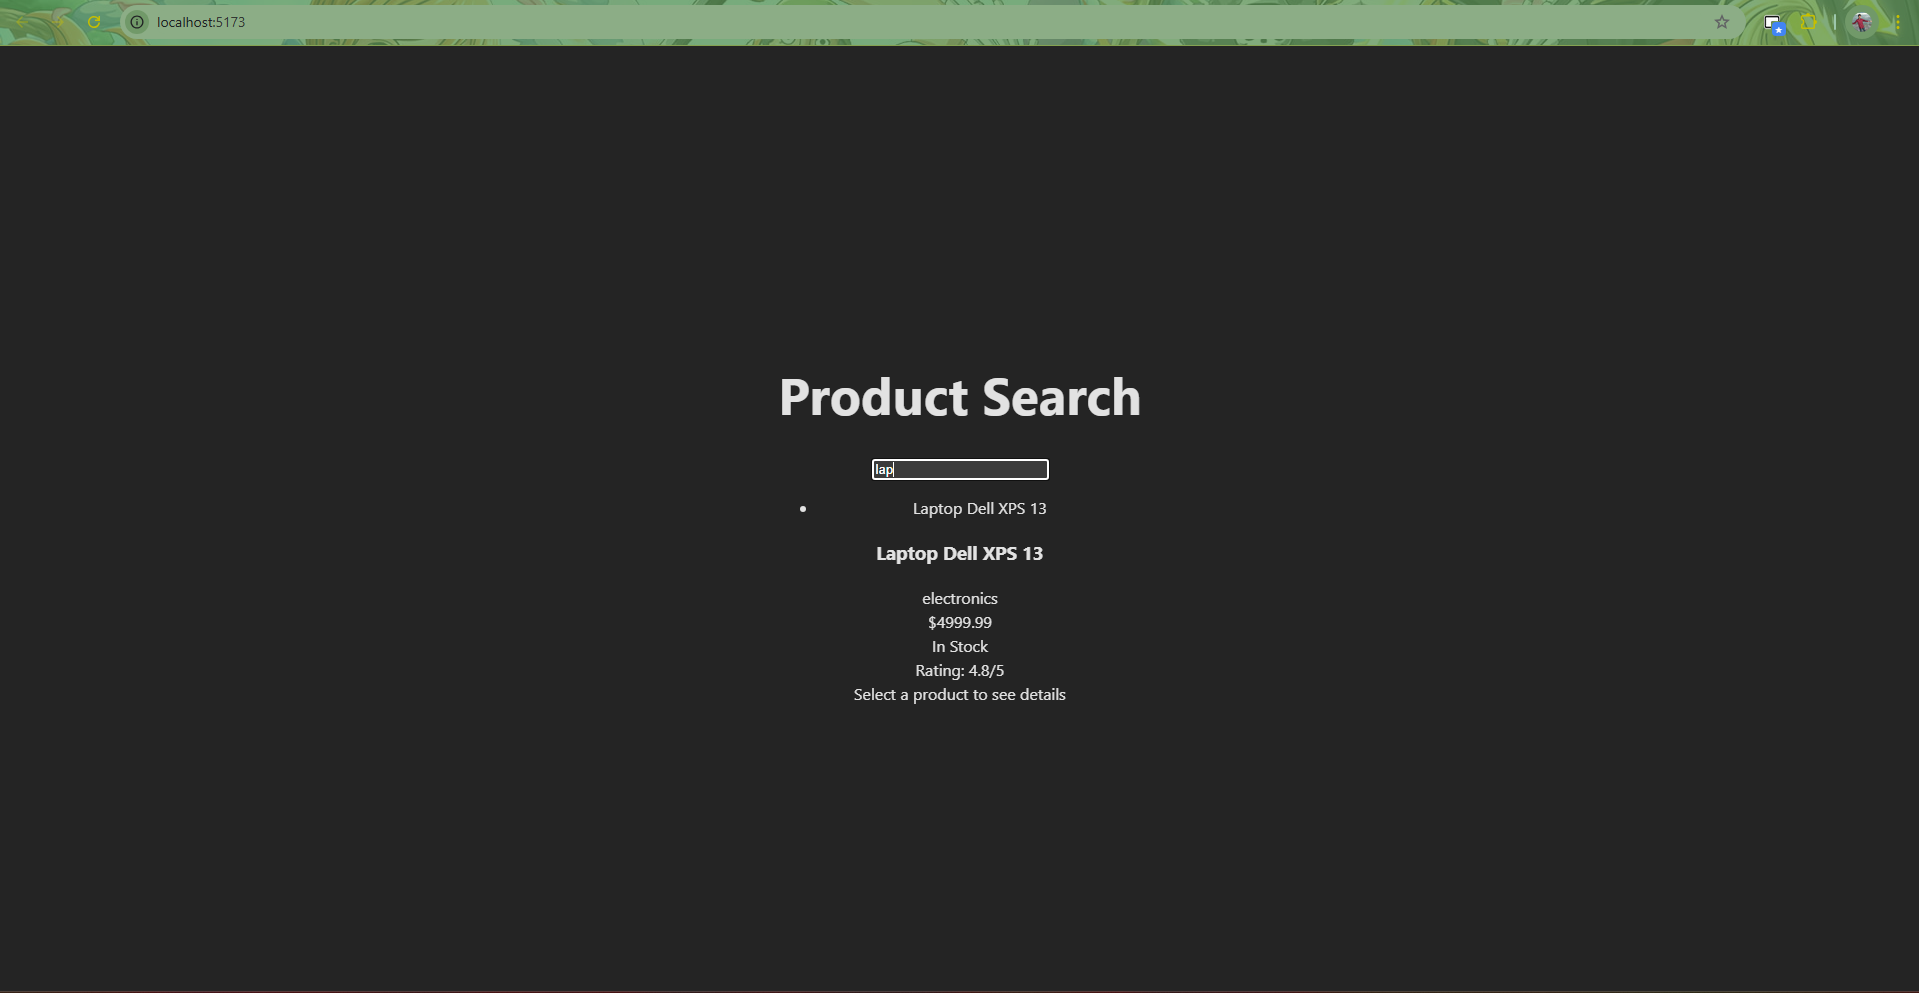 localhost:5173
Product Search
lap
Laptop Dell XPS 13
Laptop Dell XPS 13
electronics
$4999.99
In Stock
Rating: 4.8/5
Select a product to see details